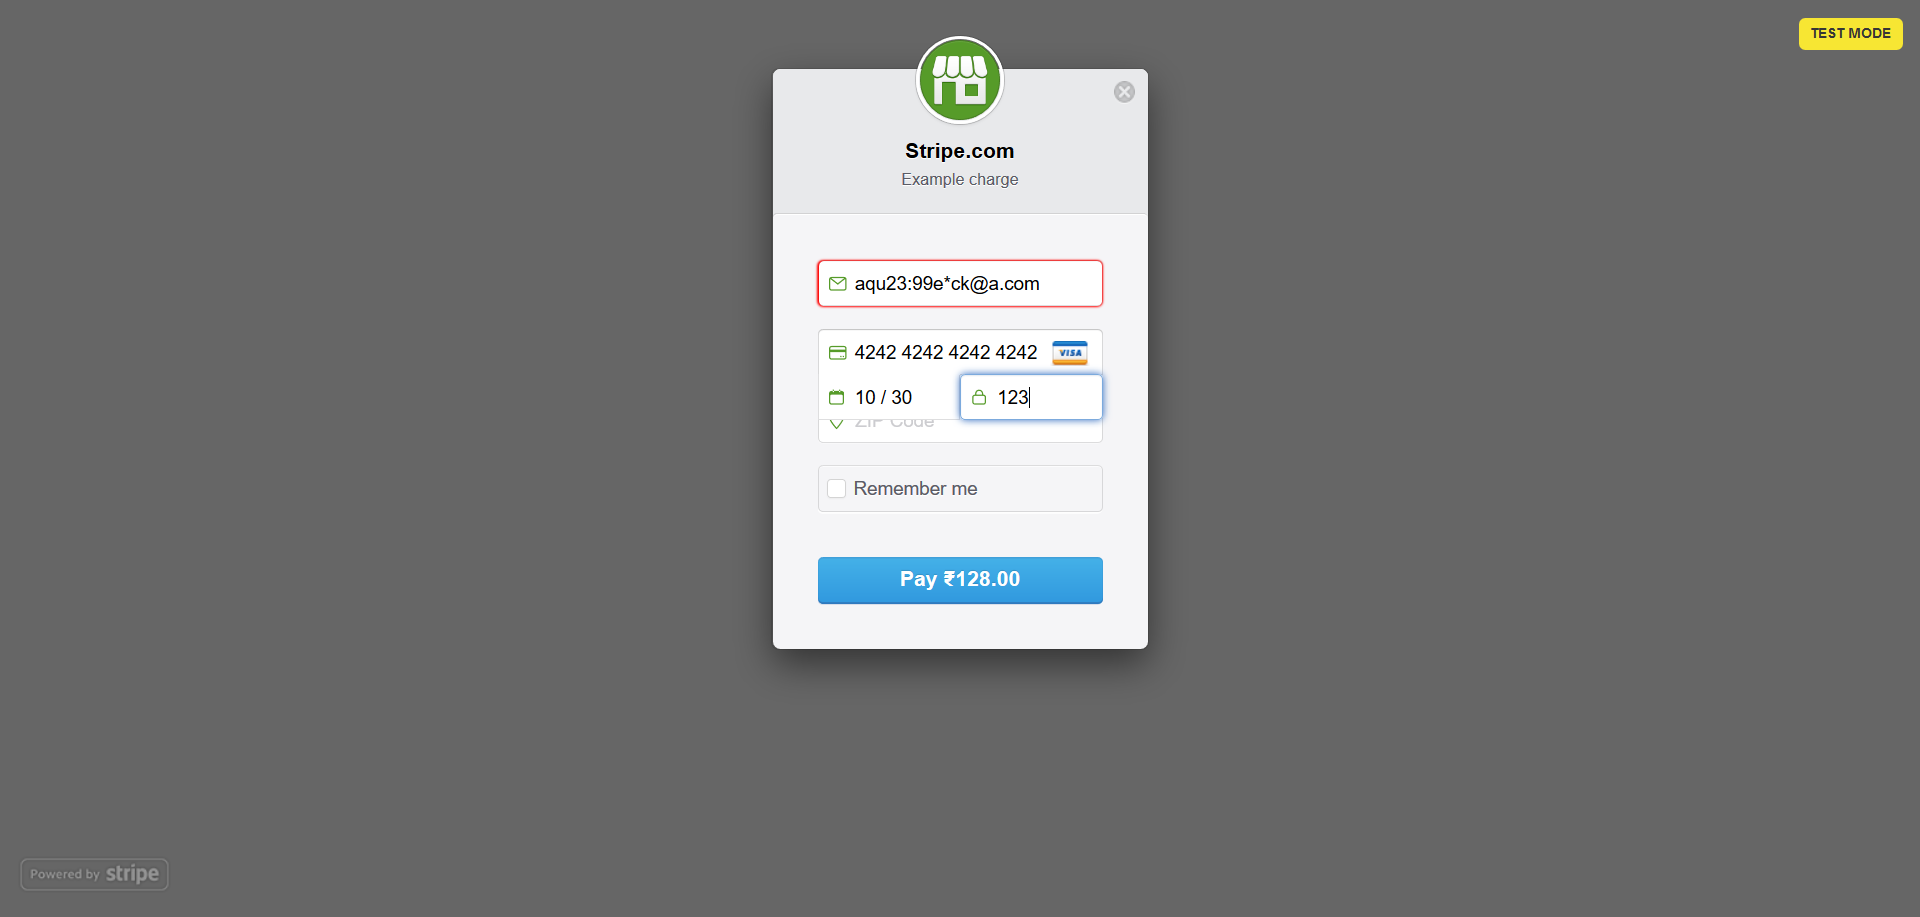 TEST MODE
Stripe.com
Example charge
aqu23:99e*ck@a.com
4242 4242 4242 4242 VISA
10 / 30 123
ZIP Code
Remember me
Pay ₹128.00
Powered by stripe